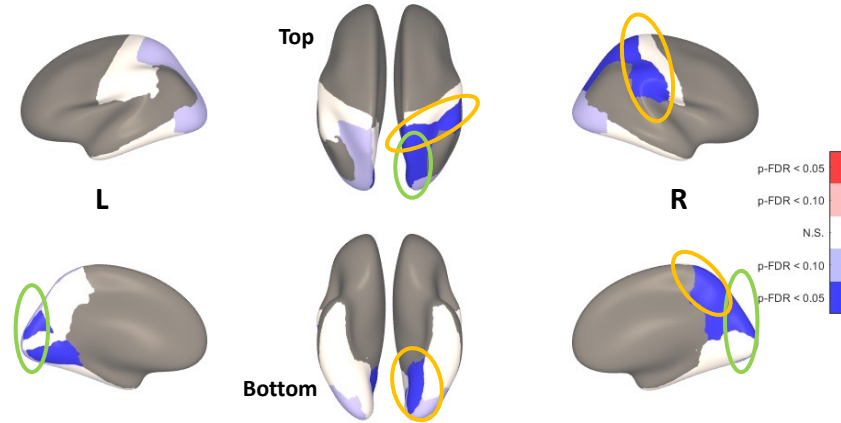 Top
L
R
p-FDR < 0.05
p-FDR < 0.10
N.S.
p-FDR < 0.10
p-FDR < 0.05
Bottom